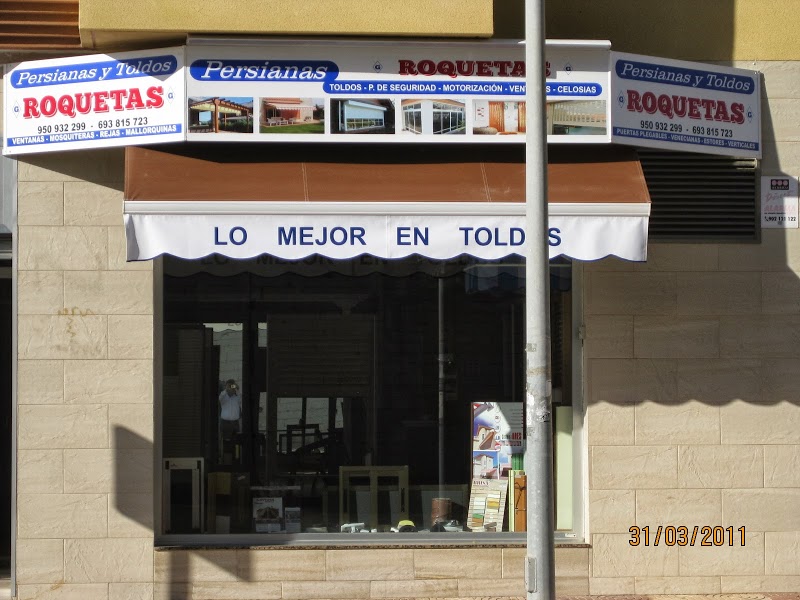 Persianas y Toldos
ROQUETAS
950 932 299 - 693 815 723
VENTANAS - MOSQUITERAS - REJAS - MALLORQUINAS
Persianas
ROQUETAS
TOLDOS - P. DE SEGURIDAD - MOTORIZACIÓN - - CELOSIAS
Persianas y Toldos
ROQUETAS
950 932 299 - 693 815 723
PUERTAS PLEGABLES - VENECIANAS - ESTORES - VERTICALES
LO MEJOR EN TOLDOS
31/03/2011